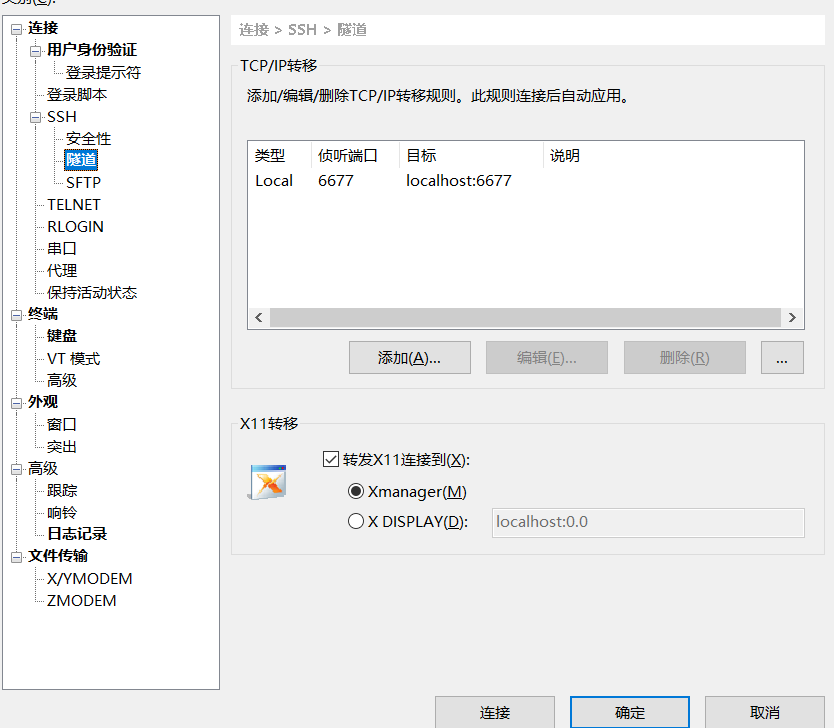 类别(C):
连接
用户身份验证
登录提示符
登录脚本
SSH
安全性
隧道
SFTP
TELNET
RLOGIN
串口
代理
保持活动状态
终端
键盘
VT 模式
高级
外观
窗口
突出
高级
跟踪
响铃
日志记录
文件传输
X/YMODEM
ZMODEM
连接 > SSH > 隧道
TCP/IP转移
添加/编辑/删除TCP/IP转移规则。此规则连接后自动应用。
类型 侦听端口 目标 说明
Local 6677 localhost:6677
添加(A)... 编辑(E)... 删除(R) ...
X11转移
转发X11连接到(X):
Xmanager(M)
X DISPLAY(D): localhost:0.0
连接 确定 取消